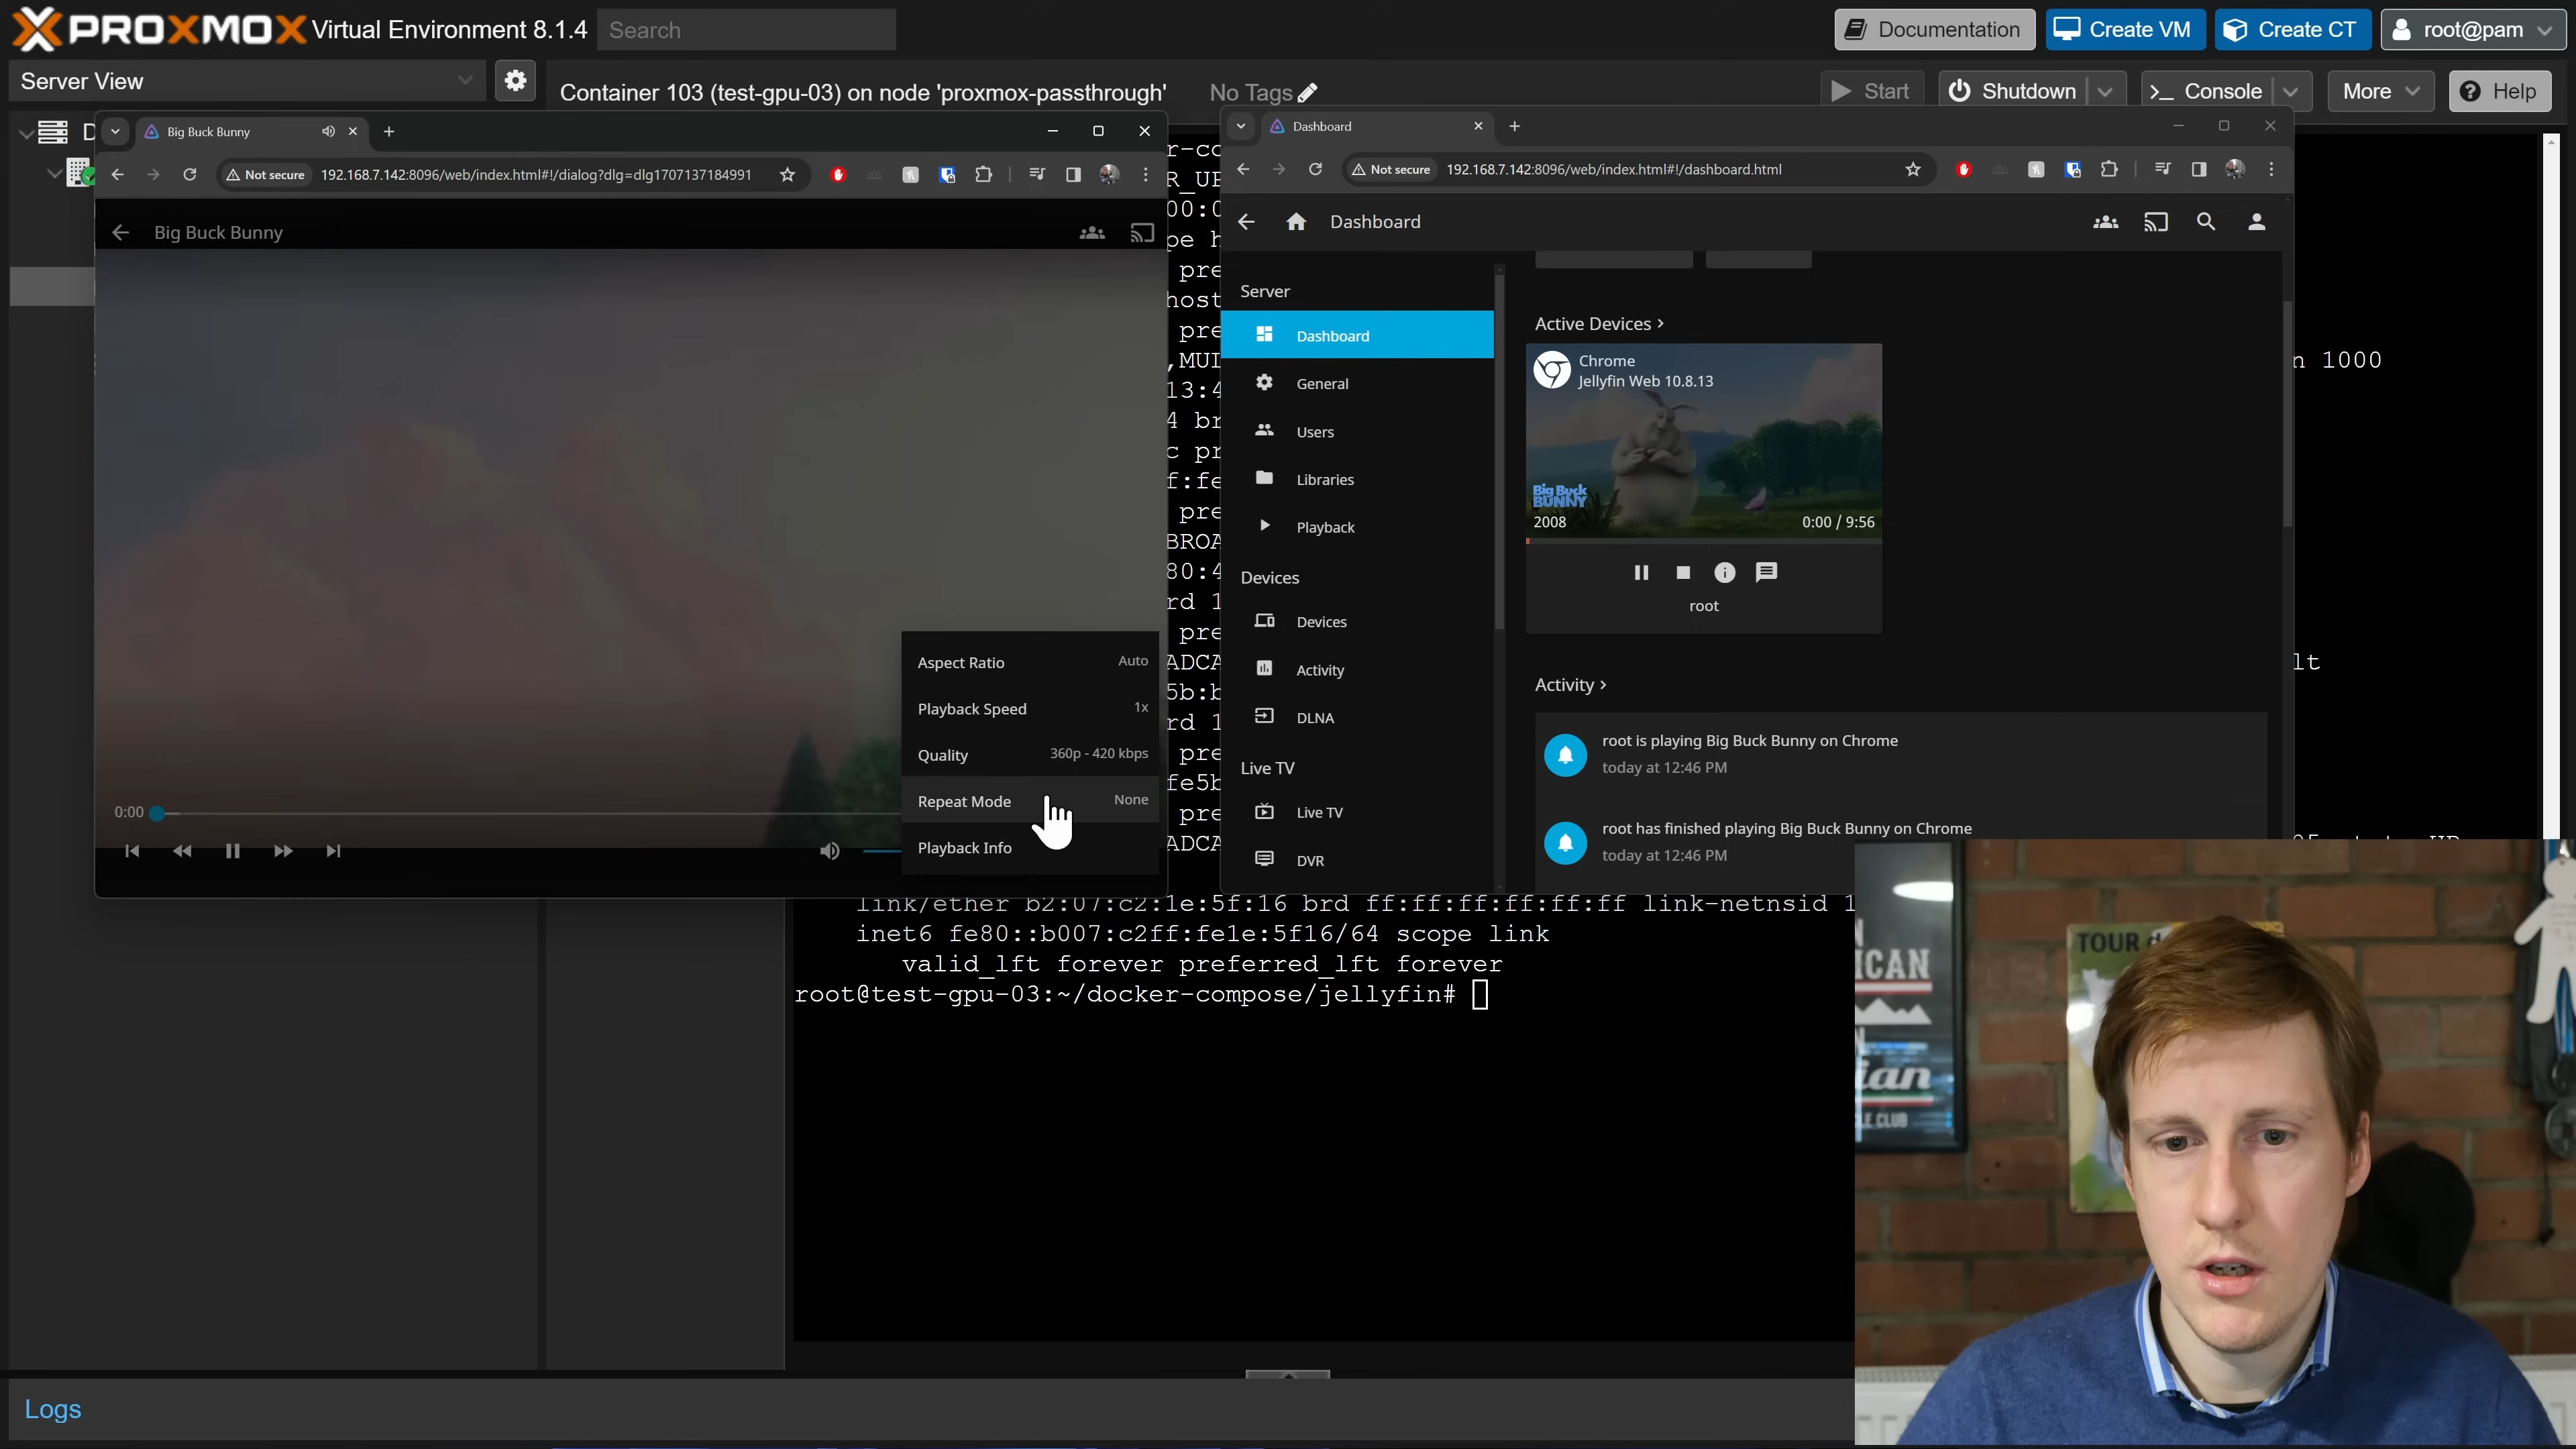 PROXMOX Virtual Environment 8.1.4 Search
Documentation Create VM Create CT root@pam
Server View
Container 103 (test-gpu-03) on node 'proxmox-passthrough' No Tags
Start Shutdown Console More Help
D
Big Buck Bunny
Not secure 192.168.7.142:8096/web/index.html#!/dialog?dlg=dlg1707137184991
Big Buck Bunny
Aspect Ratio Auto
Playback Speed 1x
Quality 360p - 420 kbps
Repeat Mode None
Playback Info
0:00
Dashboard
Not secure 192.168.7.142:8096/web/index.html#!/dashboard.html
Dashboard
Server
Dashboard
General
Users
Libraries
Playback
Devices
Devices
Activity
DLNA
Live TV
Live TV
DVR
Active Devices
Chrome
Jellyfin Web 10.8.13
Big Buck
BUNNY
2008 0:00 / 9:56
root
Activity
root is playing Big Buck Bunny on Chrome
today at 12:46 PM
root has finished playing Big Buck Bunny on Chrome
today at 12:46 PM
n 1000
lt
link/ether b2:07:c2:1e:5f:16 brd ff:ff:ff:ff:ff:ff link-netnsid 1
inet6 fe80::b007:c2ff:fe1e:5f16/64 scope link
valid_lft forever preferred_lft forever
root@test-gpu-03:~/docker-compose/jellyfin#
Logs
TOUR d
ICAN
ian
LE CLUB